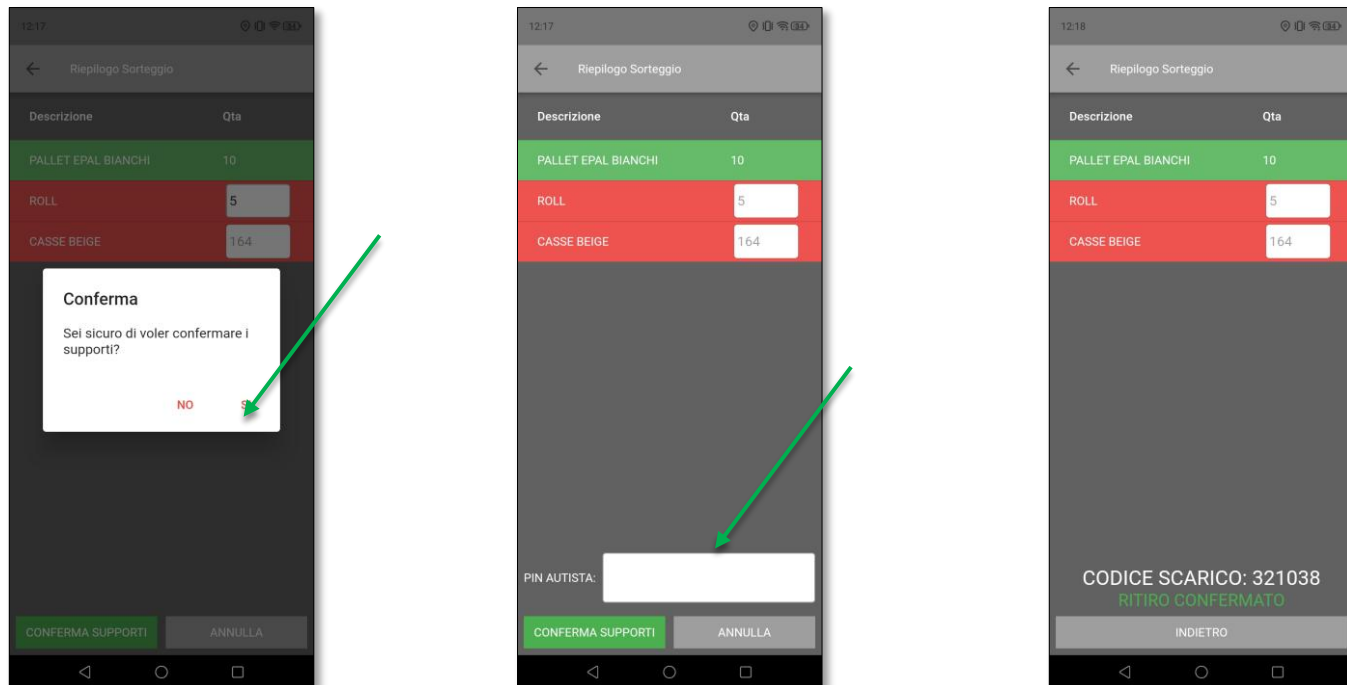 12:17
Riepilogo Sorteggio
Descrizione Qta
PALLET EPAL BIANCHI 10
ROLL 5
CASSE BEIGE 164
Conferma
Sei sicuro di voler confermare i
supporti?
NO
CONFERMA SUPPORTI ANNULLA
12:17
Riepilogo Sorteggio
Descrizione Qta
PALLET EPAL BIANCHI 10
ROLL 5
CASSE BEIGE 164
PIN AUTISTA:
CONFERMA SUPPORTI ANNULLA
12:18
Riepilogo Sorteggio
Descrizione Qta
PALLET EPAL BIANCHI 10
ROLL 5
CASSE BEIGE 164
CODICE SCARICO: 321038
RITIRO CONFERMATO
INDIETRO